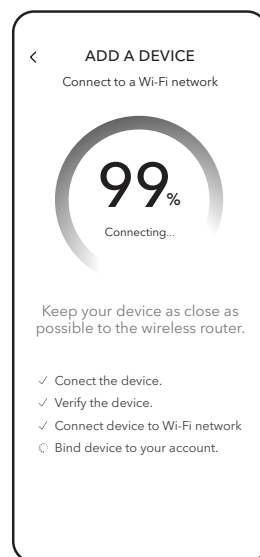 ADD A DEVICE
Connect to a Wi-Fi network
99%
Connecting...
Keep your device as close as
possible to the wireless router.
Conect the device.
Verify the device.
Connect device to Wi-Fi network
Bind device to your account.